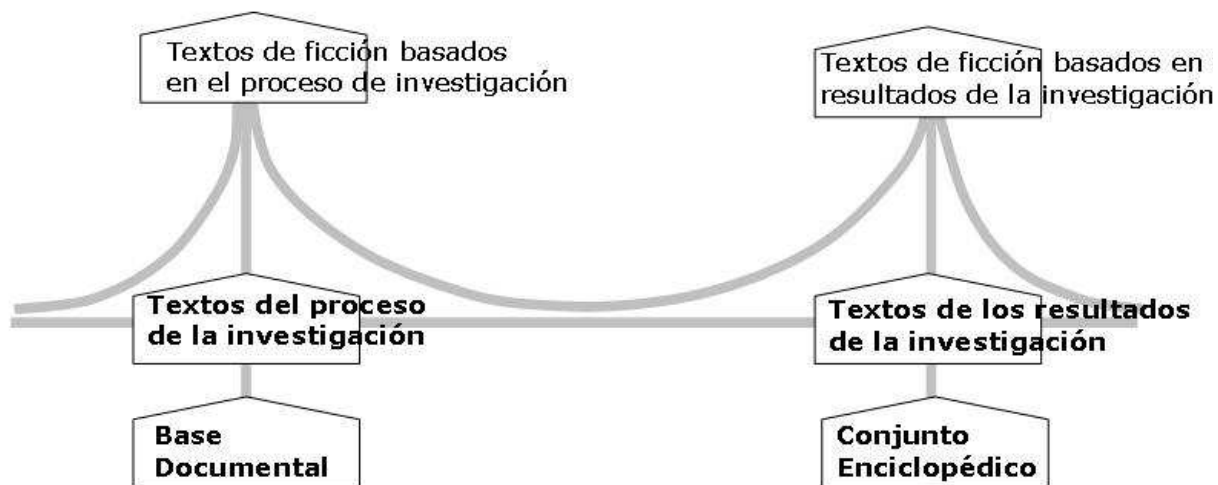 Textos de ficción basados
en el proceso de investigación
Textos de ficción basados en
resultados de la investigación
Textos del proceso
de la investigación
Textos de los resultados
de la investigación
Base
Documental
Conjunto
Enciclopédico